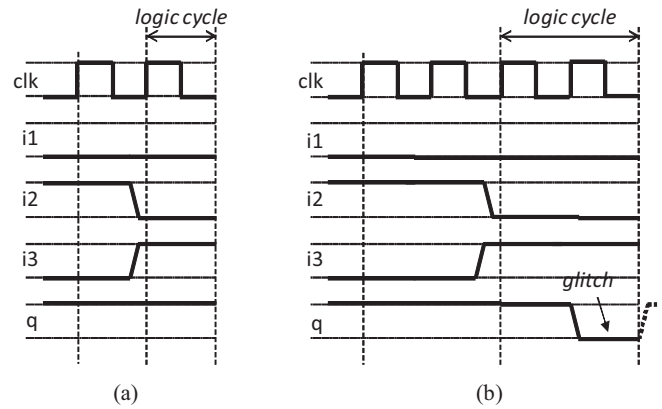 logic cycle
clk
i1
i2
i3
q
(a)
logic cycle
clk
i1
i2
i3
glitch
q
(b)